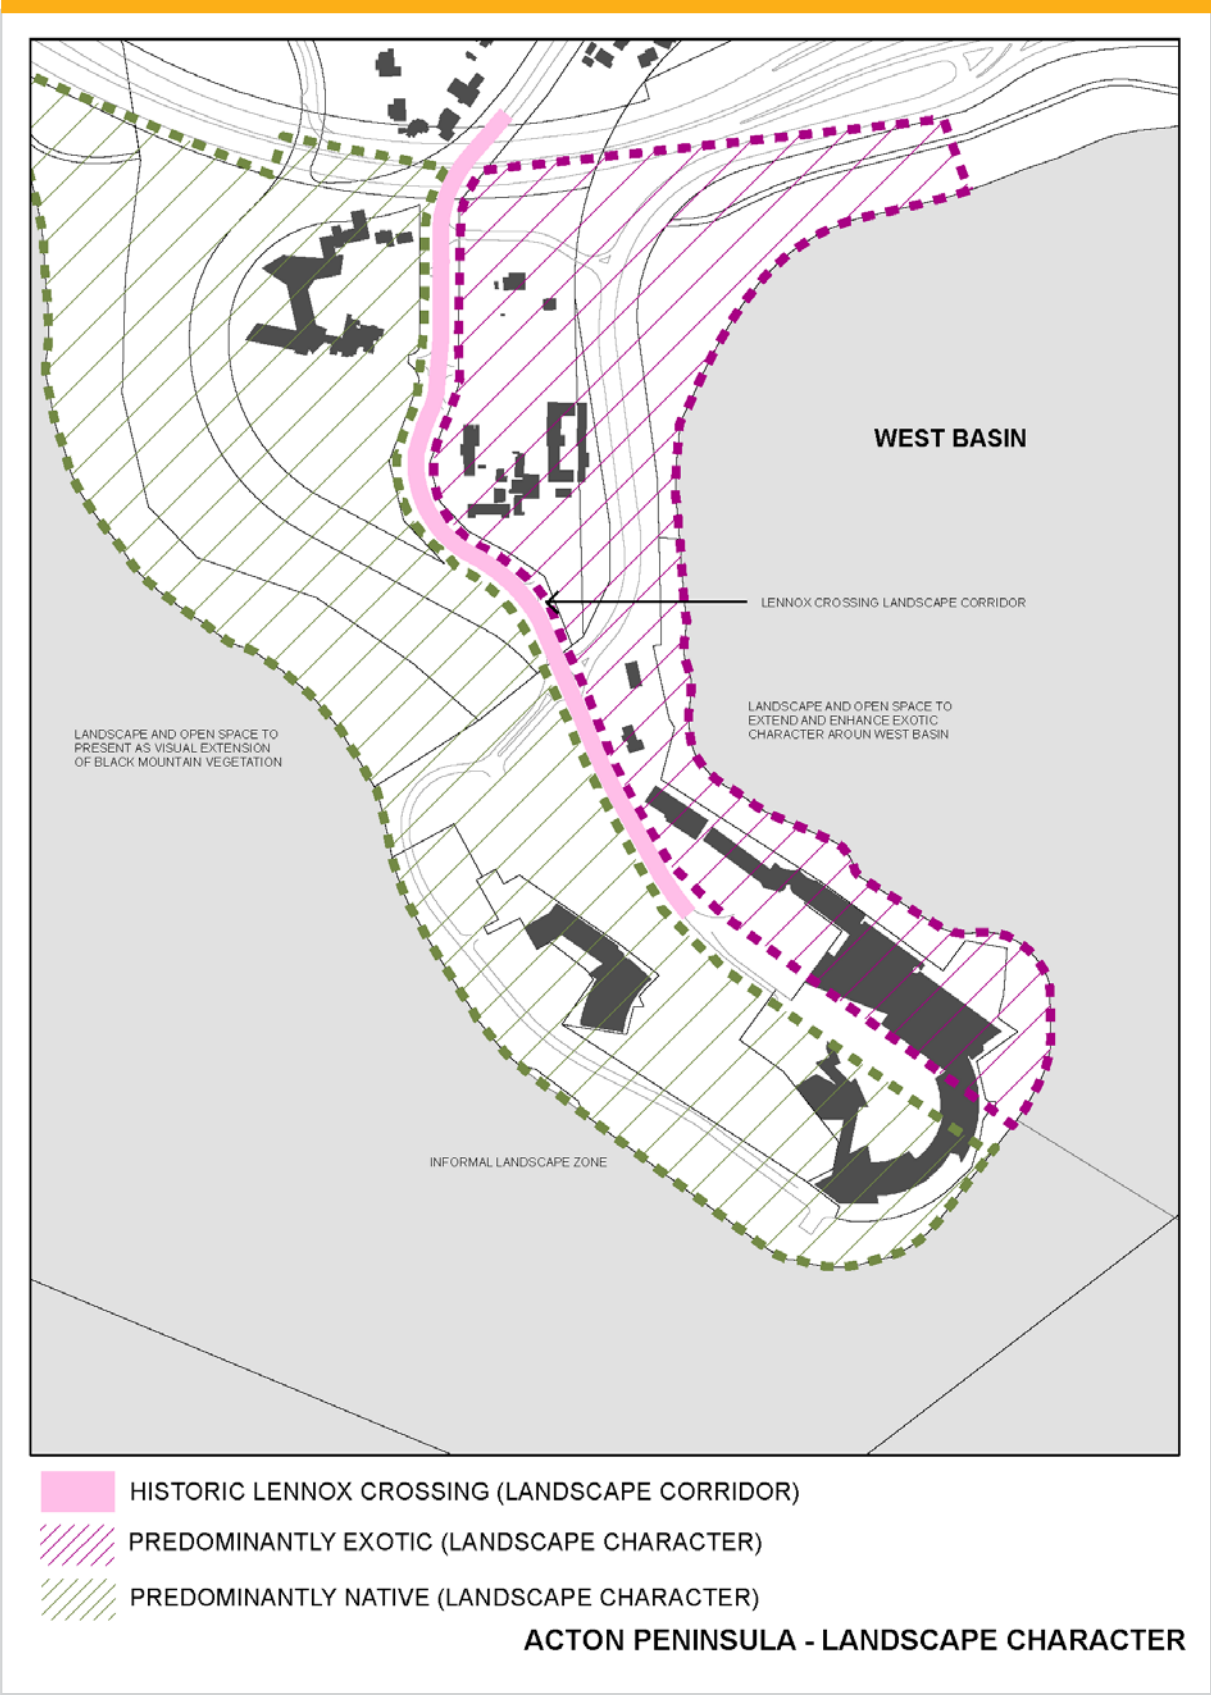 WEST BASIN
LENNOX CROSSING LANDSCAPE CORRIDOR
LANDSCAPE AND OPEN SPACE TO
EXTEND AND ENHANCE EXOTIC
CHARACTER AROUN WEST BASIN
LANDSCAPE AND OPEN SPACE TO
PRESENT AS VISUAL EXTENSION
OF BLACK MOUNTAIN VEGETATION
INFORMAL LANDSCAPE ZONE
HISTORIC LENNOX CROSSING (LANDSCAPE CORRIDOR)
PREDOMINANTLY EXOTIC (LANDSCAPE CHARACTER)
PREDOMINANTLY NATIVE (LANDSCAPE CHARACTER)
ACTON PENINSULA - LANDSCAPE CHARACTER